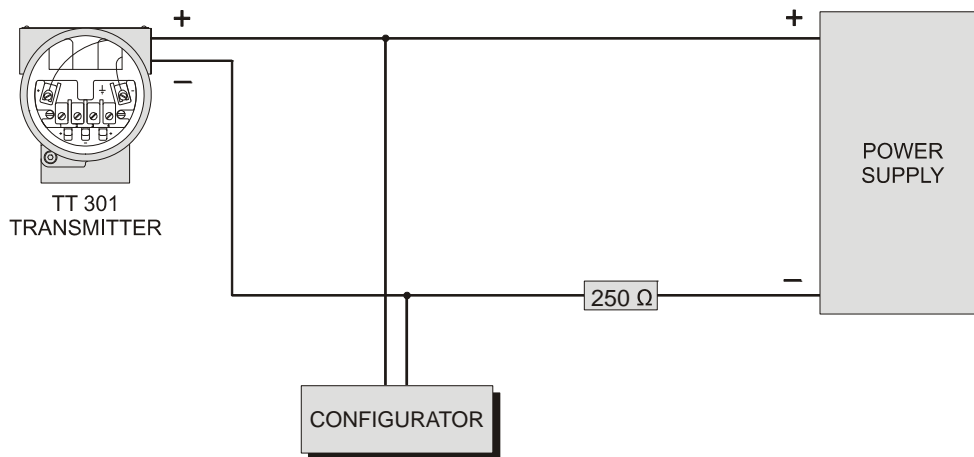 +
+
−
TT 301
TRANSMITTER
POWER
SUPPLY
−
250 Ω
CONFIGURATOR